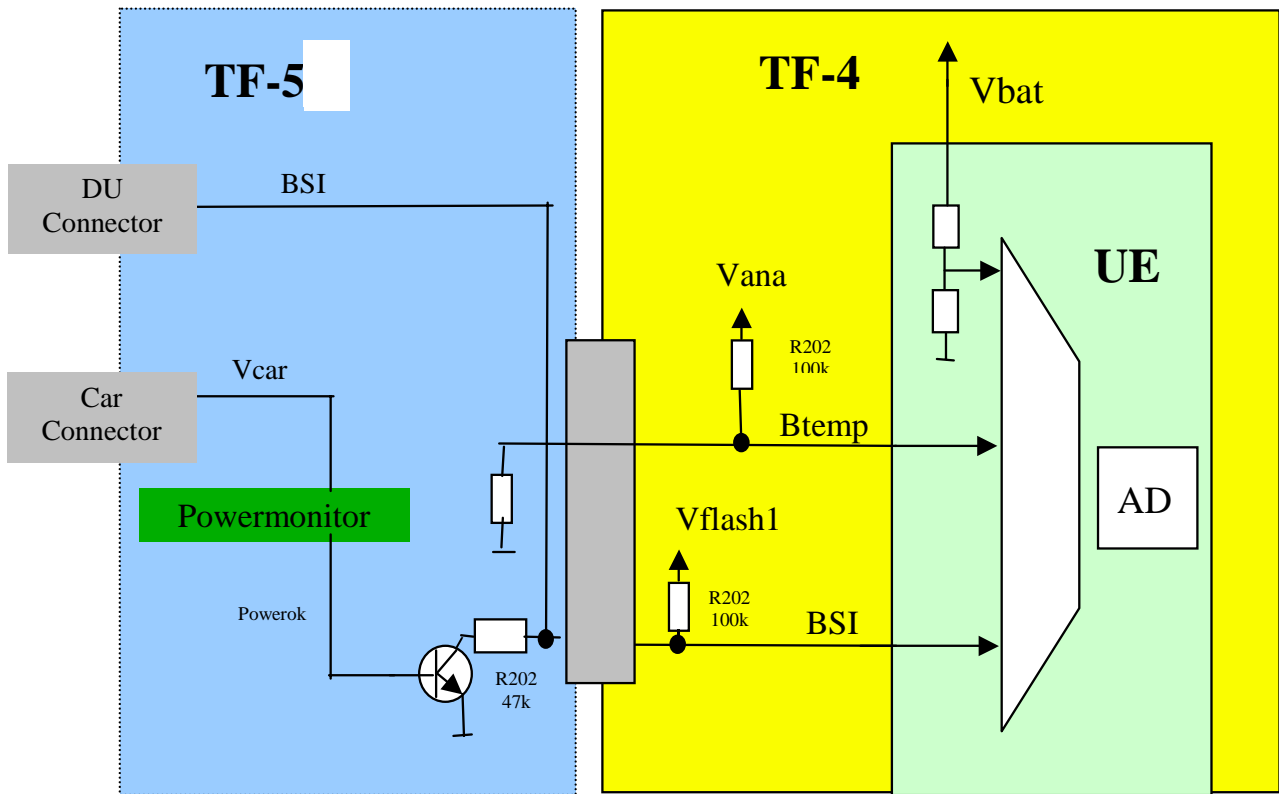 TF-5
TF-4
Vbat
DU
Connector
BSI
UE
Vana
R202
100k
Vcar
Car
Connector
Btemp
AD
Powermonitor
Vflash1
R202
100k
BSI
Powerok
R202
47k